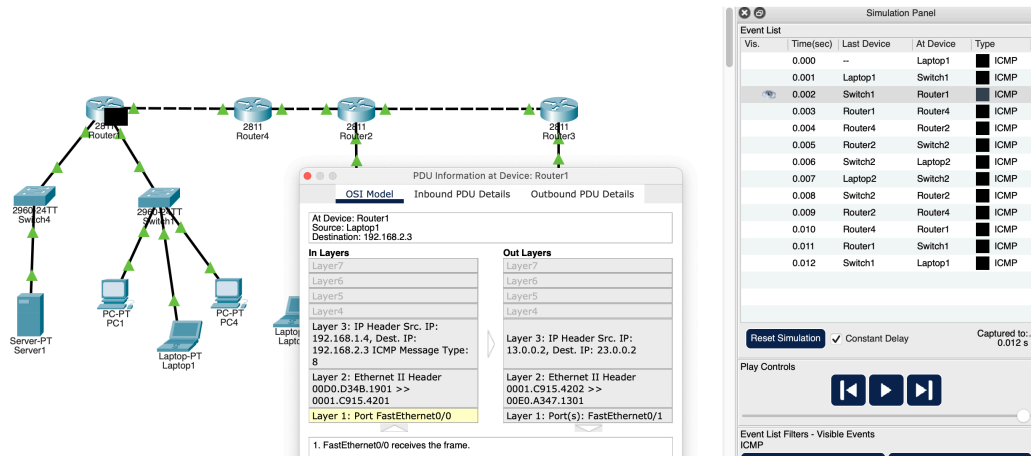 Simulation Panel
Event List
Vis. Time(sec) Last Device At Device Type
0.000 -- Laptop1 ICMP
0.001 Laptop1 Switch1 ICMP
0.002 Switch1 Router1 ICMP
0.003 Router1 Router4 ICMP
0.004 Router4 Router2 ICMP
0.005 Router2 Switch2 ICMP
0.006 Switch2 Laptop2 ICMP
0.007 Laptop2 Switch2 ICMP
0.008 Switch2 Router2 ICMP
0.009 Router2 Router4 ICMP
0.010 Router4 Router1 ICMP
0.011 Router1 Switch1 ICMP
0.012 Switch1 Laptop1 ICMP
Reset Simulation Constant Delay
Captured to:
0.012 s
Play Controls
Event List Filters - Visible Events
ICMP
2811
Router4
2811
Router2
2811
Router3
2960-24TT
Switch4
2960-24TT
Switch1
Server-PT
Server1
PC-PT
PC1
PC-PT
PC4
Laptop-PT
Laptop1
PDU Information at Device: Router1
OSI Model Inbound PDU Details Outbound PDU Details
At Device: Router1
Source: Laptop1
Destination: 192.168.2.3
In Layers
Layer7
Layer6
Layer5
Layer4
Layer 3: IP Header Src. IP:
192.168.1.4, Dest. IP:
192.168.2.3 ICMP Message Type:
8
Layer 2: Ethernet II Header
00D0.D34B.1901 >>
0001.C915.4201
Layer 1: Port FastEthernet0/0
Out Layers
Layer7
Layer6
Layer5
Layer4
Layer 3: IP Header Src. IP:
13.0.0.2, Dest. IP: 23.0.0.2
Layer 2: Ethernet II Header
0001.C915.4202 >>
00E0.A347.1301
Layer 1: Port(s): FastEthernet0/1
1. FastEthernet0/0 receives the frame.